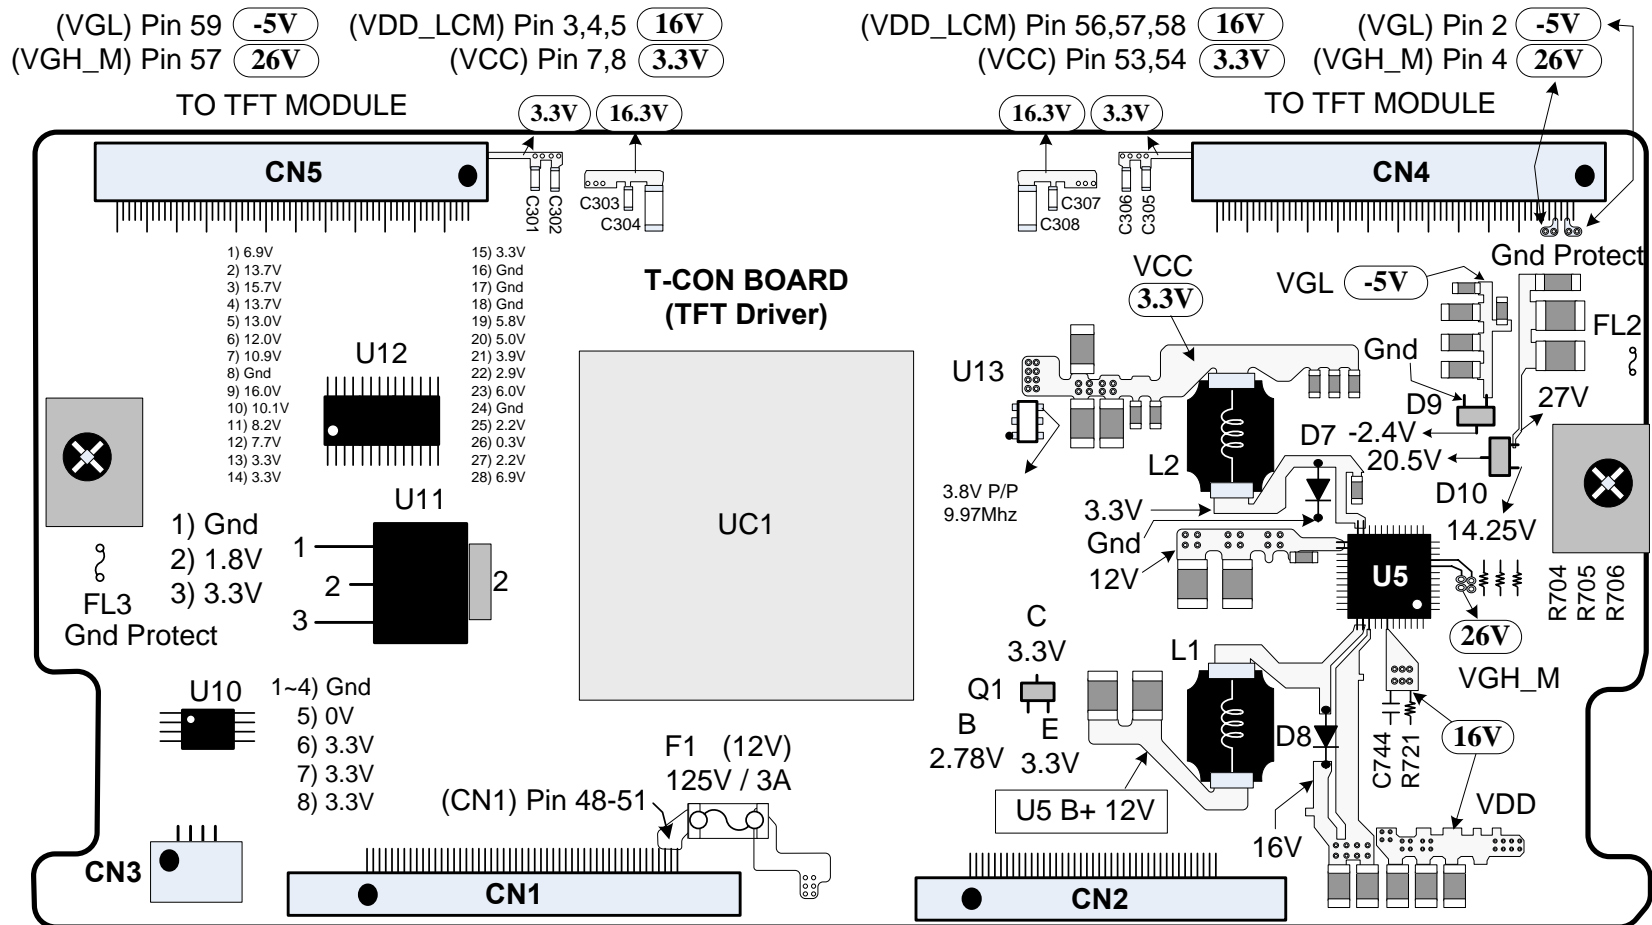 (VGL) Pin 59 -5V
(VGH_M) Pin 57 26V
(VDD_LCM) Pin 3,4,5 16V
(VCC) Pin 7,8 3.3V
(VDD_LCM) Pin 56,57,58 16V
(VCC) Pin 53,54 3.3V
(VGL) Pin 2 -5V
(VGH_M) Pin 4 26V
TO TFT MODULE
3.3V
16.3V
16.3V
3.3V
TO TFT MODULE
CN5
C301
C302
C303
C304
C307
C308
C306
C305
CN4
Gnd Protect
FL2
1) 6.9V
2) 13.7V
3) 15.7V
4) 13.7V
5) 13.0V
6) 12.0V
7) 10.9V
8) Gnd
9) 16.0V
10) 10.1V
11) 8.2V
12) 7.7V
13) 3.3V
14) 3.3V
15) 3.3V
16) Gnd
17) Gnd
18) Gnd
19) 5.8V
20) 5.0V
21) 3.9V
22) 2.9V
23) 6.0V
24) Gnd
25) 2.2V
26) 0.3V
27) 2.2V
28) 6.9V
U12
T-CON BOARD
(TFT Driver)
UC1
VCC
3.3V
VGL -5V
Gnd
D9
-2.4V
27V
20.5V
D10
14.25V
U13
3.8V P/P
9.97Mhz
L2
D7
3.3V
Gnd
12V
U5
26V
VGH_M
R704
R705
R706
U11
1) Gnd
2) 1.8V
3) 3.3V
1
2
3
2
FL3
Gnd Protect
U10
1~4) Gnd
5) 0V
6) 3.3V
7) 3.3V
8) 3.3V
F1 (12V)
125V / 3A
(CN1) Pin 48-51
C
3.3V
Q1
B
2.78V
E
3.3V
L1
U5 B+ 12V
D8
16V
C744
R721
16V
VDD
CN3
CN1
CN2